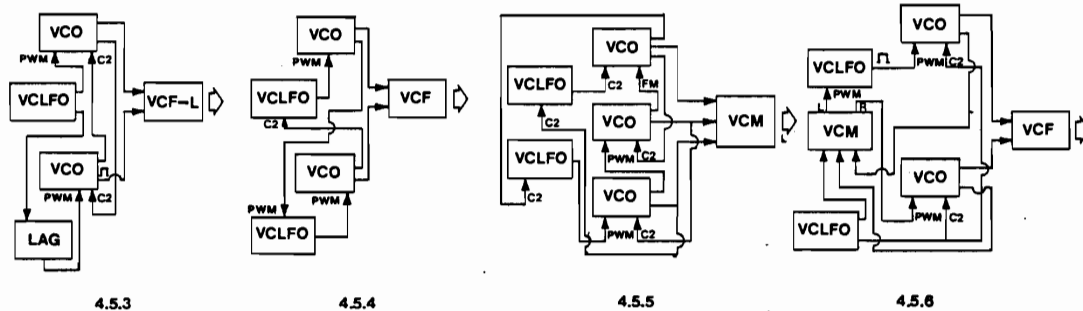 VCO
PWM
C2
VCLFO
VCF-L
VCO
PWM
C2
LAG
4.5.3
VCO
PWM
VCLFO
C2
VCF
VCO
PWM
PWM
VCLFO
4.5.4
VCO
C2
FM
VCLFO
C2
VCO
VCM
PWM
C2
VCLFO
C2
VCO
PWM
C2
4.5.5
VCO
PWM
C2
VCLFO
PWM
L
R
VCM
VCF
VCO
PWM
C2
VCLFO
4.5.6